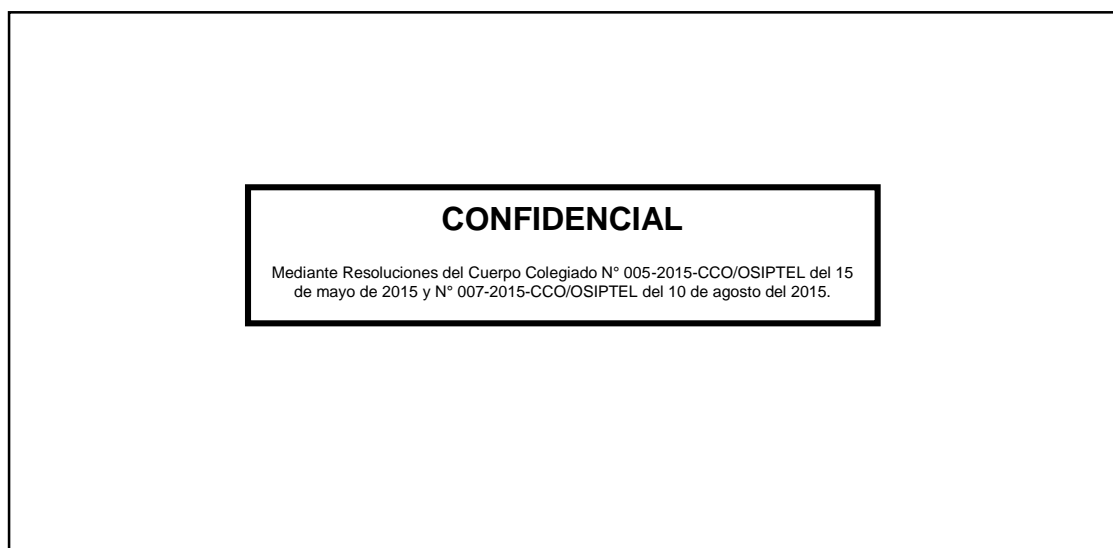 CONFIDENCIAL
Mediante Resoluciones del Cuerpo Colegiado N° 005-2015-CCO/OSIPTEL del 15
de mayo de 2015 y N° 007-2015-CCO/OSIPTEL del 10 de agosto del 2015.